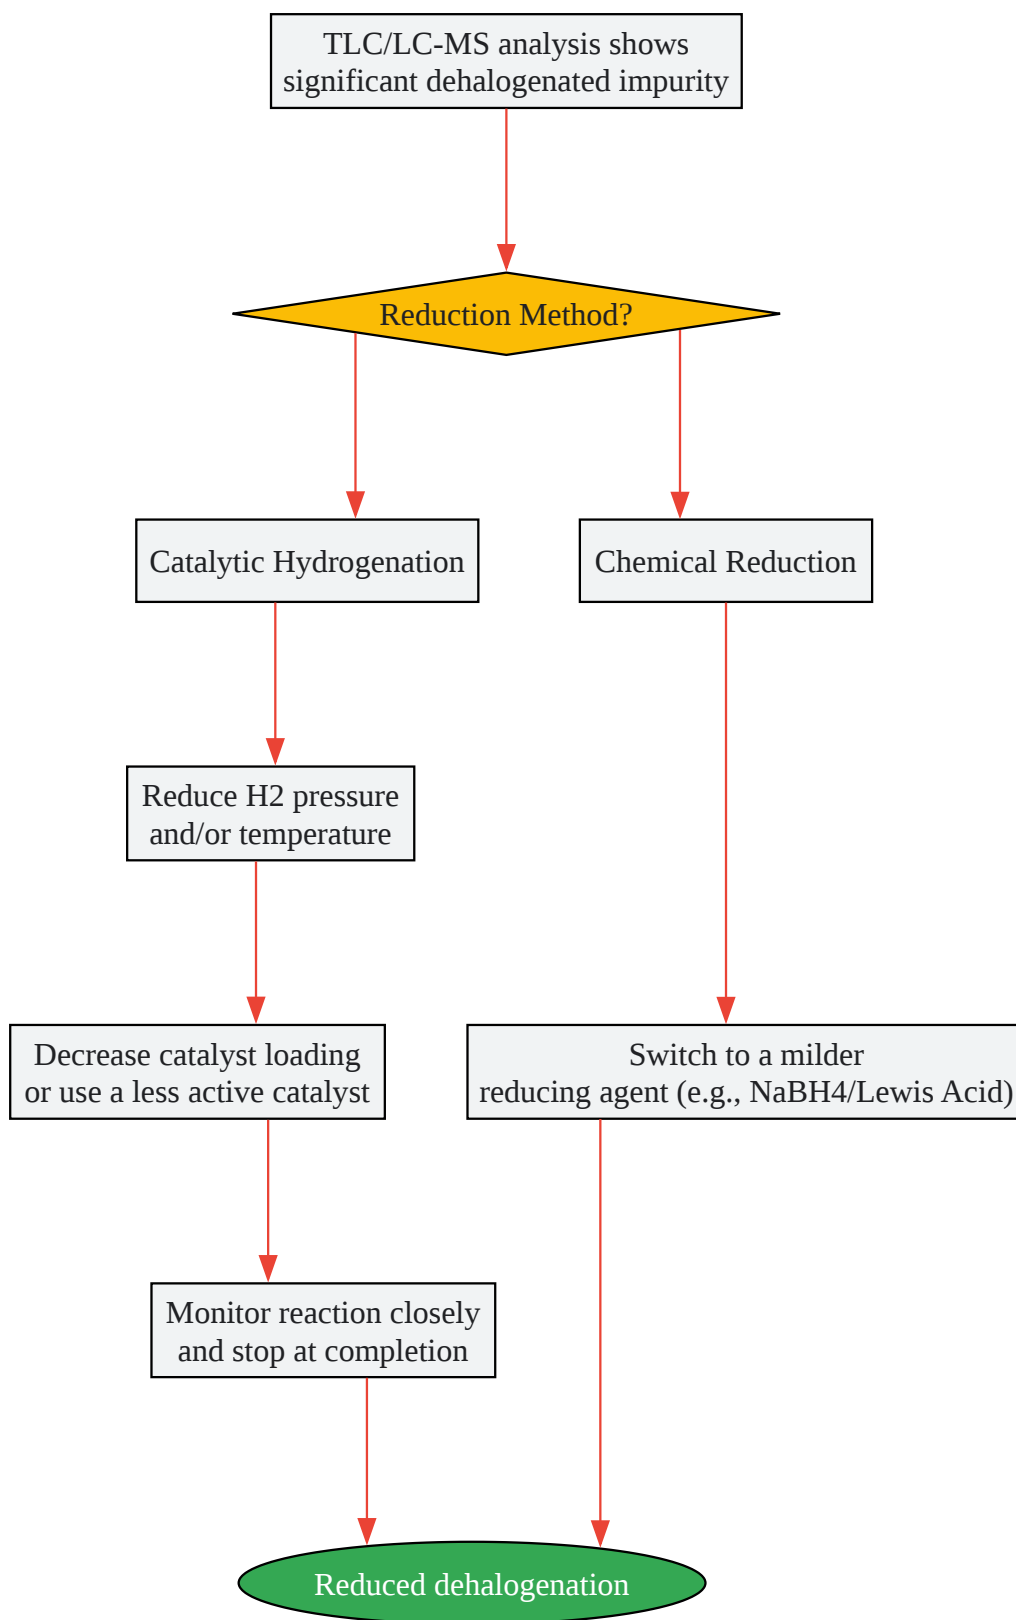 TLC/LC-MS analysis shows
significant dehalogenated impurity
Reduction Method?
Catalytic Hydrogenation
Chemical Reduction
Reduce H2 pressure
and/or temperature
Decrease catalyst loading
or use a less active catalyst
Switch to a milder
reducing agent (e.g., NaBH4/Lewis Acid)
Monitor reaction closely
and stop at completion
Reduced dehalogenation